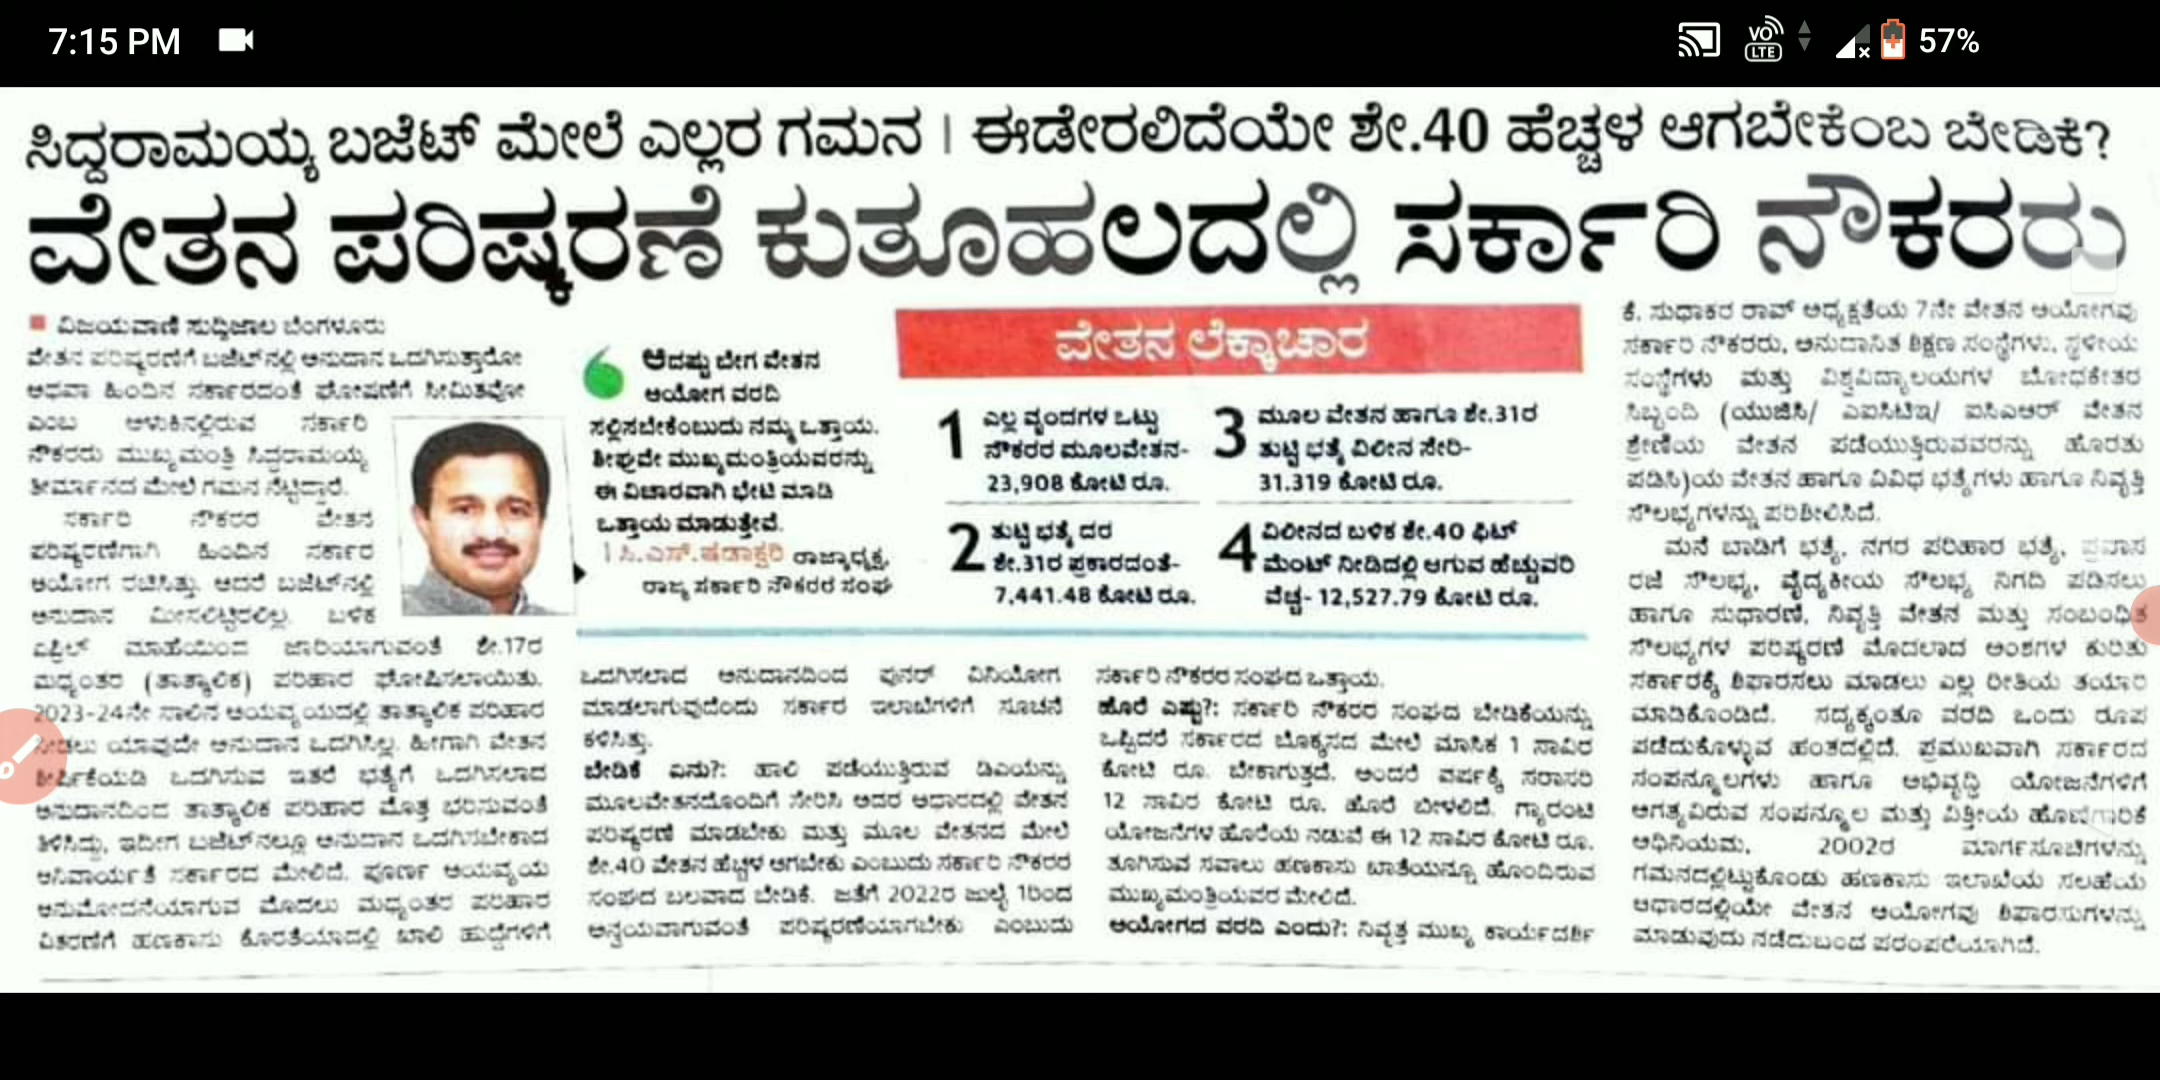 7:15 PM
VO
LTE
57%
ಸಿದ್ದರಾಮಯ್ಯ ಬಜೆಟ್ ಮೇಲೆ ಎಲ್ಲರ ಗಮನ | ಈಡೇರಲಿದೆಯೇ ಶೇ.40 ಹೆಚ್ಚಳ ಆಗಬೇಕೆಂಬ ಬೇಡಿಕೆ?
ವೇತನ ಪರಿಷ್ಕರಣೆ ಕುತೂಹಲದಲ್ಲಿ ಸರ್ಕಾರಿ ನೌಕರರು
ವಿಜಯವಾಣಿ ಸುದ್ದಿಜಾಲ ಬೆಂಗಳೂರು
ವೇತನ ಪರಿಷ್ಕರಣೆಗೆ ಬಜೆಟ್‌ನಲ್ಲಿ ಅನುದಾನ ಒದಗಿಸುತ್ತಾರೋ
ಅಥವಾ ಹಿಂದಿನ ಸರ್ಕಾರದಂತೆ ಘೋಷಣೆಗೆ ಸೀಮಿತವೋ
ಎಂಬ ಅಳುಕಿನಲ್ಲಿರುವ ಸರ್ಕಾರಿ
ನೌಕರರು ಮುಖ್ಯಮಂತ್ರಿ ಸಿದ್ದರಾಮಯ್ಯ
ತೀರ್ಮಾನದ ಮೇಲೆ ಗಮನ ನೆಟ್ಟಿದ್ದಾರೆ.
ಸರ್ಕಾರಿ ನೌಕರರ ವೇತನ
ಪರಿಷ್ಕರಣೆಗಾಗಿ ಹಿಂದಿನ ಸರ್ಕಾರ
ಆಯೋಗ ರಚಿಸಿತ್ತು. ಆದರೆ ಬಜೆಟ್‌ನಲ್ಲಿ
ಅನುದಾನ ಮೀಸಲಿಟ್ಟಿರಲಿಲ್ಲ. ಬಳಿಕ
ಏಪ್ರಿಲ್ ಮಾಹೆಯಿಂದ ಜಾರಿಯಾಗುವಂತೆ ಶೇ.17ರ
ಮಧ್ಯಂತರ (ತಾತ್ಕಾಲಿಕ) ಪರಿಹಾರ ಘೋಷಿಸಲಾಯಿತು.
2023-24ನೇ ಸಾಲಿನ ಆಯವ್ಯಯದಲ್ಲಿ ತಾತ್ಕಾಲಿಕ ಪರಿಹಾರ
ನೀಡಲು ಯಾವುದೇ ಅನುದಾನ ಒದಗಿಸಿಲ್ಲ. ಹೀಗಾಗಿ ವೇತನ
ಶೀರ್ಷಿಕೆಯಡಿ ಒದಗಿಸುವ ಇತರೆ ಭತ್ಯೆಗೆ ಒದಗಿಸಲಾದ
ಅನುದಾನದಿಂದ ತಾತ್ಕಾಲಿಕ ಪರಿಹಾರ ಮೊತ್ತ ಭರಿಸುವಂತೆ
ತಿಳಿಸಿದ್ದು, ಇದೀಗ ಬಜೆಟ್‌ನಲ್ಲೂ ಅನುದಾನ ಒದಗಿಸಬೇಕಾದ
ಅನಿವಾರ್ಯತೆ ಸರ್ಕಾರದ ಮೇಲಿದೆ. ಪೂರ್ಣ ಆಯವ್ಯಯ
ಅನುಮೋದನೆಯಾಗುವ ಮೊದಲು ಮಧ್ಯಂತರ ಪರಿಹಾರ
ವಿತರಣೆಗೆ ಹಣಕಾಸು ಕೊರತೆಯಾದಲ್ಲಿ ಖಾಲಿ ಹುದ್ದೆಗಳಿಗೆ
ಆದಷ್ಟು ಬೇಗ ವೇತನ
ಆಯೋಗ ವರದಿ
ಸಲ್ಲಿಸಬೇಕೆಂಬುದು ನಮ್ಮ ಒತ್ತಾಯ.
ಶೀಘ್ರವೇ ಮುಖ್ಯಮಂತ್ರಿಯವರನ್ನು
ಈ ವಿಚಾರವಾಗಿ ಭೇಟಿ ಮಾಡಿ
ಒತ್ತಾಯ ಮಾಡುತ್ತೇವೆ.
| ಸಿ.ಎಸ್.ಷಡಾಕ್ಷರಿ ರಾಜ್ಯಾಧ್ಯಕ್ಷ,
ರಾಜ್ಯ ಸರ್ಕಾರಿ ನೌಕರರ ಸಂಘ
ವೇತನ ಲೆಕ್ಕಾಚಾರ
1 ಎಲ್ಲ ವೃಂದಗಳ ಒಟ್ಟು
ನೌಕರರ ಮೂಲವೇತನ-
23,908 ಕೋಟಿ ರೂ.
2 ತುಟ್ಟಿ ಭತ್ಯೆ ದರ
ಶೇ.31ರ ಪ್ರಕಾರದಂತೆ-
7,441.48 ಕೋಟಿ ರೂ.
3 ಮೂಲ ವೇತನ ಹಾಗೂ ಶೇ.31ರ
ತುಟ್ಟಿ ಭತ್ಯೆ ವಿಲೀನ ಸೇರಿ-
31.319 ಕೋಟಿ ರೂ.
4 ವಿಲೀನದ ಬಳಿಕ ಶೇ.40 ಫಿಟ್
ಮೆಂಟ್ ನೀಡಿದಲ್ಲಿ ಆಗುವ ಹೆಚ್ಚುವರಿ
ವೆಚ್ಚ- 12,527.79 ಕೋಟಿ ರೂ.
ಒದಗಿಸಲಾದ ಅನುದಾನದಿಂದ ಪುನರ್ ವಿನಿಯೋಗ
ಮಾಡಲಾಗುವುದೆಂದು ಸರ್ಕಾರ ಇಲಾಖೆಗಳಿಗೆ ಸೂಚನೆ
ಕಳಿಸಿತ್ತು.
ಬೇಡಿಕೆ ಏನು?: ಹಾಲಿ ಪಡೆಯುತ್ತಿರುವ ಡಿಎಯನ್ನು
ಮೂಲವೇತನದೊಂದಿಗೆ ಸೇರಿಸಿ ಅದರ ಆಧಾರದಲ್ಲಿ ವೇತನ
ಪರಿಷ್ಕರಣೆ ಮಾಡಬೇಕು ಮತ್ತು ಮೂಲ ವೇತನದ ಮೇಲೆ
ಶೇ.40 ವೇತನ ಹೆಚ್ಚಳ ಆಗಬೇಕು ಎಂಬುದು ಸರ್ಕಾರಿ ನೌಕರರ
ಸಂಘದ ಬಲವಾದ ಬೇಡಿಕೆ. ಜತೆಗೆ 2022ರ ಜುಲೈ 1ರಿಂದ
ಅನ್ವಯವಾಗುವಂತೆ ಪರಿಷ್ಕರಣೆಯಾಗಬೇಕು ಎಂಬುದು
ಸರ್ಕಾರಿ ನೌಕರರ ಸಂಘದ ಒತ್ತಾಯ.
ಹೊರೆ ಎಷ್ಟು?: ಸರ್ಕಾರಿ ನೌಕರರ ಸಂಘದ ಬೇಡಿಕೆಯನ್ನು
ಒಪ್ಪಿದರೆ ಸರ್ಕಾರದ ಬೊಕ್ಕಸದ ಮೇಲೆ ಮಾಸಿಕ 1 ಸಾವಿರ
ಕೋಟಿ ರೂ. ಬೇಕಾಗುತ್ತದೆ. ಅಂದರೆ ವರ್ಷಕ್ಕೆ ಸರಾಸರಿ
12 ಸಾವಿರ ಕೋಟಿ ರೂ. ಹೊರೆ ಬೀಳಲಿದೆ. ಗ್ಯಾರಂಟಿ
ಯೋಜನೆಗಳ ಹೊರೆಯ ನಡುವೆ ಈ 12 ಸಾವಿರ ಕೋಟಿ ರೂ.
ತೂಗಿಸುವ ಸವಾಲು ಹಣಕಾಸು ಖಾತೆಯನ್ನೂ ಹೊಂದಿರುವ
ಮುಖ್ಯಮಂತ್ರಿಯವರ ಮೇಲಿದೆ.
ಆಯೋಗದ ವರದಿ ಎಂದು?: ನಿವೃತ್ತ ಮುಖ್ಯ ಕಾರ್ಯದರ್ಶಿ
ಕೆ. ಸುಧಾಕರ ರಾವ್ ಅಧ್ಯಕ್ಷತೆಯ 7ನೇ ವೇತನ ಆಯೋಗವು
ಸರ್ಕಾರಿ ನೌಕರರು, ಅನುದಾನಿತ ಶಿಕ್ಷಣ ಸಂಸ್ಥೆಗಳು, ಸ್ಥಳೀಯ
ಸಂಸ್ಥೆಗಳು ಮತ್ತು ವಿಶ್ವವಿದ್ಯಾಲಯಗಳ ಬೋಧಕೇತರ
ಸಿಬ್ಬಂದಿ (ಯುಜಿಸಿ/ ಎಐಸಿಟಿಇ/ ಐಸಿಎಆರ್ ವೇತನ
ಶ್ರೇಣಿಯ ವೇತನ ಪಡೆಯುತ್ತಿರುವವರನ್ನು ಹೊರತು
ಪಡಿಸಿ)ಯ ವೇತನ ಹಾಗೂ ವಿವಿಧ ಭತ್ಯೆಗಳು ಹಾಗೂ ನಿವೃತ್ತಿ
ಸೌಲಭ್ಯಗಳನ್ನು ಪರಿಶೀಲಿಸಿದೆ.
ಮನೆ ಬಾಡಿಗೆ ಭತ್ಯೆ, ನಗರ ಪರಿಹಾರ ಭತ್ಯೆ, ಪ್ರವಾಸ
ರಜೆ ಸೌಲಭ್ಯ, ವೈದ್ಯಕೀಯ ಸೌಲಭ್ಯ ನಿಗದಿ ಪಡಿಸಲು
ಹಾಗೂ ಸುಧಾರಣೆ, ನಿವೃತ್ತಿ ವೇತನ ಮತ್ತು ಸಂಬಂಧಿತ
ಸೌಲಭ್ಯಗಳ ಪರಿಷ್ಕರಣೆ ಮೊದಲಾದ ಅಂಶಗಳ ಕುರಿತು
ಸರ್ಕಾರಕ್ಕೆ ಶಿಫಾರಸಲು ಮಾಡಲು ಎಲ್ಲ ರೀತಿಯ ತಯಾರಿ
ಮಾಡಿಕೊಂಡಿದೆ. ಸದ್ಯಕ್ಕಂತೂ ವರದಿ ಒಂದು ರೂಪ
ಪಡೆದುಕೊಳ್ಳುವ ಹಂತದಲ್ಲಿದೆ. ಪ್ರಮುಖವಾಗಿ ಸರ್ಕಾರದ
ಸಂಪನ್ಮೂಲಗಳು ಹಾಗೂ ಅಭಿವೃದ್ಧಿ ಯೋಜನೆಗಳಿಗೆ
ಅಗತ್ಯವಿರುವ ಸಂಪನ್ಮೂಲ ಮತ್ತು ವಿತ್ತೀಯ ಹೊಣೆಗಾರಿಕೆ
ಅಧಿನಿಯಮ, 2002ರ ಮಾರ್ಗಸೂಚಿಗಳನ್ನು
ಗಮನದಲ್ಲಿಟ್ಟುಕೊಂಡು ಹಣಕಾಸು ಇಲಾಖೆಯ ಸಲಹೆಯ
ಆಧಾರದಲ್ಲಿಯೇ ವೇತನ ಆಯೋಗವು ಶಿಫಾರಸುಗಳನ್ನು
ಮಾಡುವುದು ನಡೆದುಬಂದ ಪರಂಪರೆಯಾಗಿದೆ.